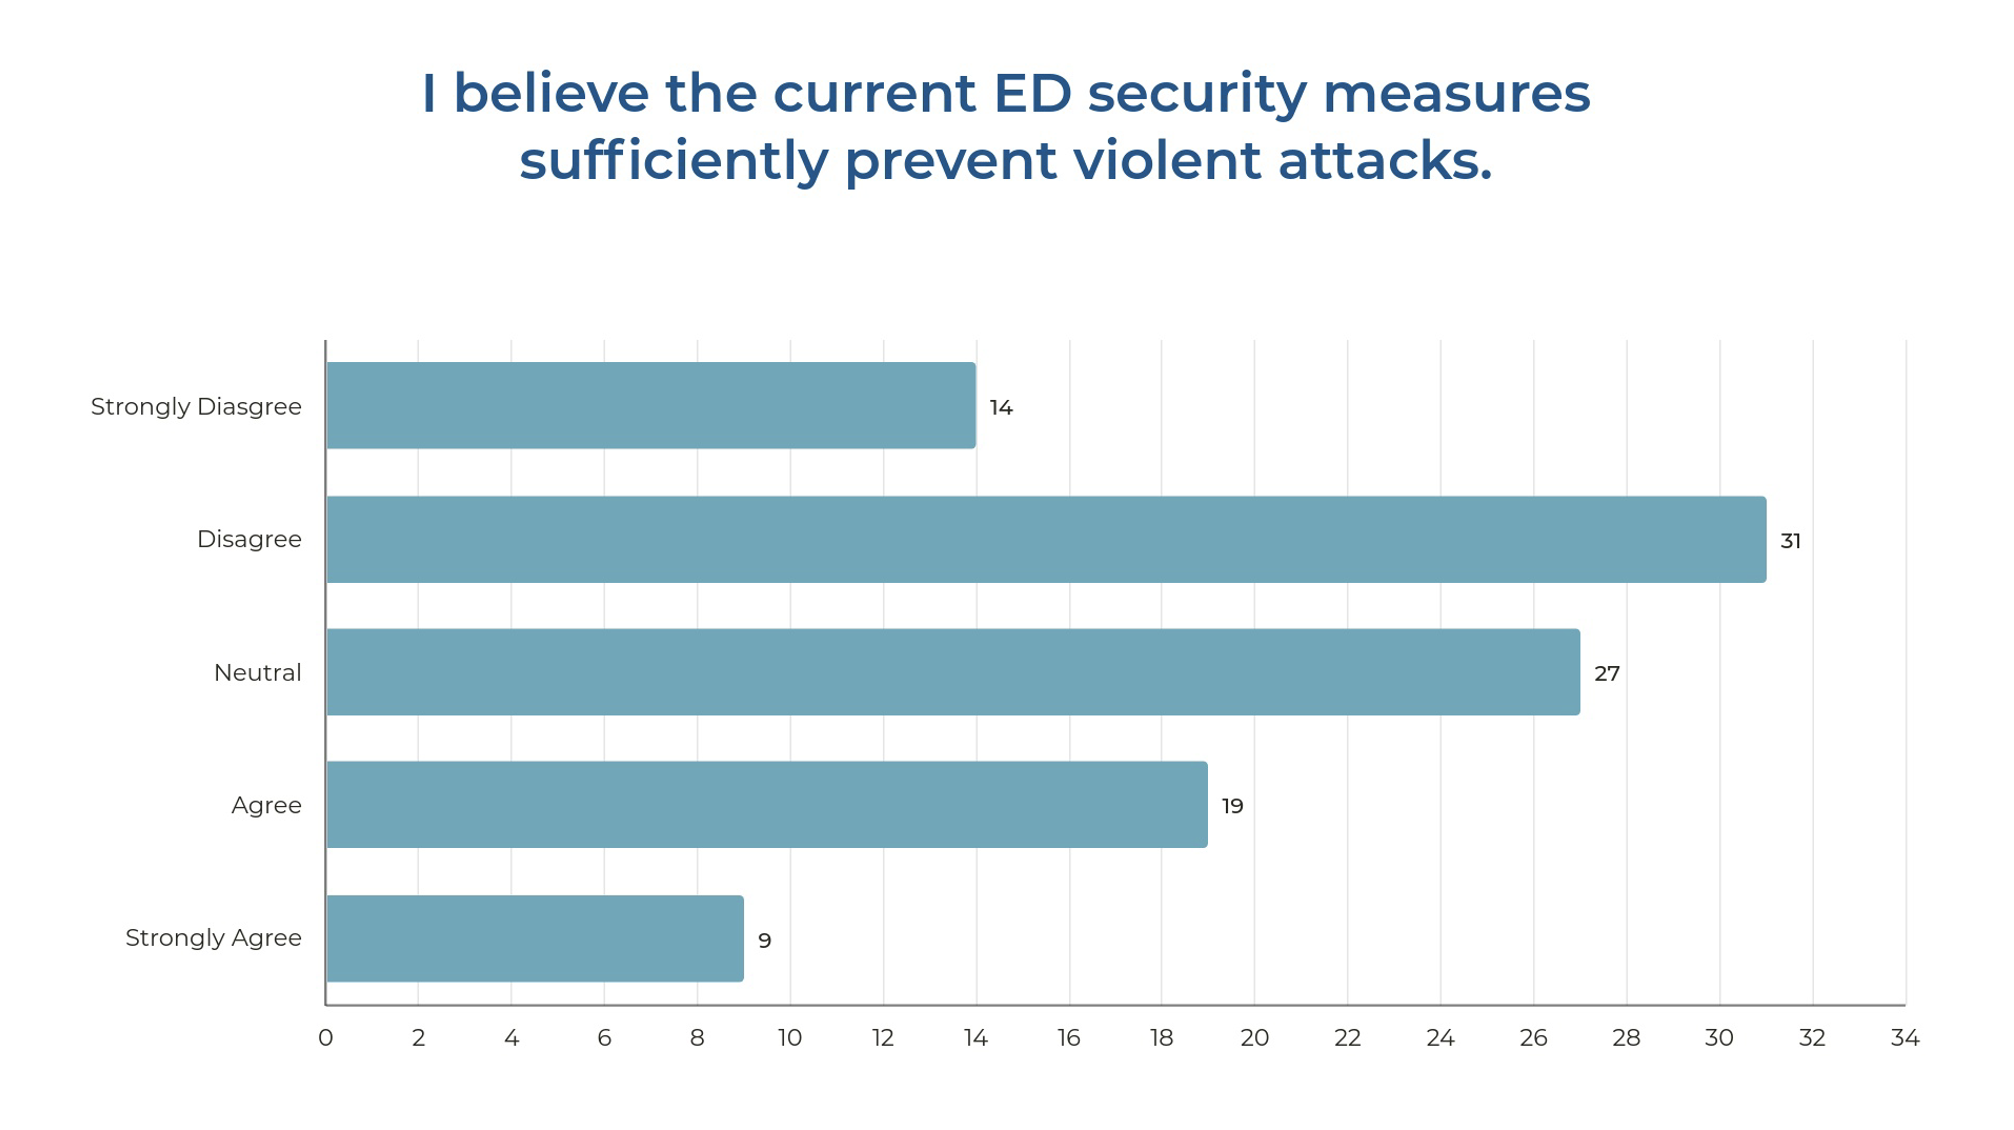 I believe the current ED security measures
sufficiently prevent violent attacks.
Strongly Diasgree
14
Disagree
31
Neutral
27
Agree
19
Strongly Agree
9
0 2 4 6 8 10 12 14 16 18 20 22 24 26 28 30 32 34